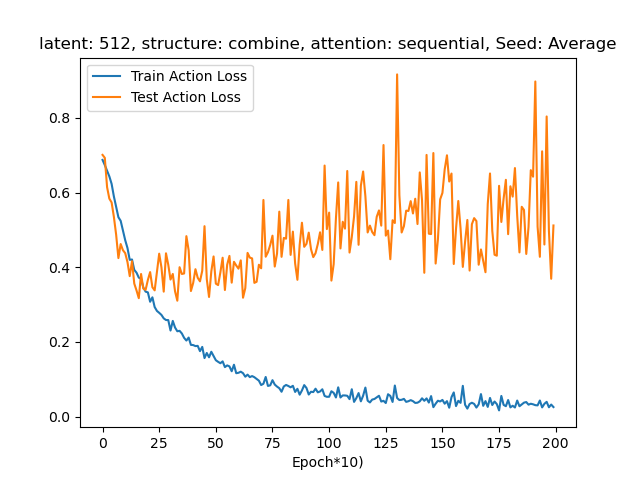 latent: 512, structure: combine, attention: sequential, Seed: Average
Train Action Loss
Test Action Loss
0.8
0.6
0.4
0.2
0.0
0 25 50 75 100 125 150 175 200
Epoch*10)